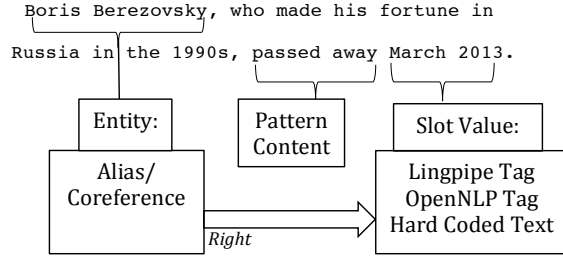 Boris Berezovsky, who made his fortune in
Russia in the 1990s, passed away March 2013.
Entity:
Pattern
Content
Slot Value:
Alias/
Coreference
Lingpipe Tag
OpenNLP Tag
Hard Coded Text
Right